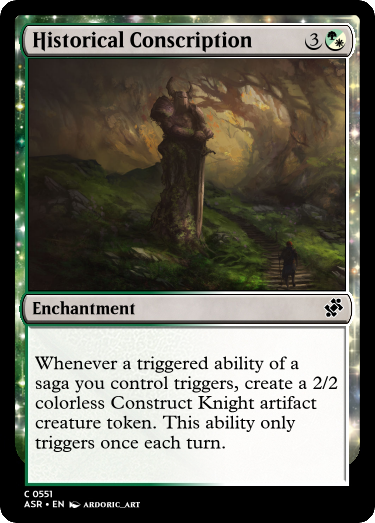 Historical Conscription 3
Enchantment
Whenever a triggered ability of a
saga you control triggers, create a 2/2
colorless Construct Knight artifact
creature token. This ability only
triggers once each turn.
C 0551
ASR • EN ARDORIC_ART